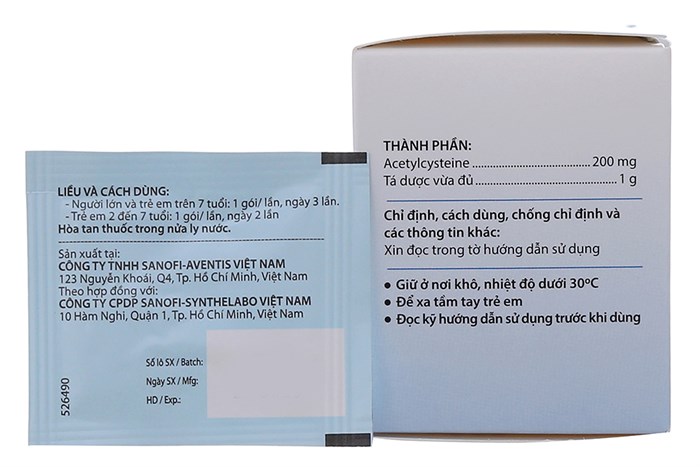 LIỀU VÀ CÁCH DÙNG:
- Người lớn và trẻ em trên 7 tuổi: 1 gói/ lần, ngày 3 lần.
- Trẻ em 2 đến 7 tuổi: 1 gói/ lần, ngày 2 lần
Hòa tan thuốc trong nửa ly nước.
Sản xuất tại:
CÔNG TY TNHH SANOFI-AVENTIS VIỆT NAM
123 Nguyễn Khoái, Q4, Tp. Hồ Chí Minh, Việt Nam
Theo hợp đồng với:
CÔNG TY CPDP SANOFI-SYNTHELABO VIỆT NAM
10 Hàm Nghi, Quận 1, Tp. Hồ Chí Minh, Việt Nam
Số lô SX / Batch:
Ngày SX / Mfg:
HD / Exp.:
526490
THÀNH PHẦN:
Acetylcysteine ........................................ 200 mg
Tá dược vừa đủ ............................................... 1 g
Chỉ định, cách dùng, chống chỉ định và
các thông tin khác:
Xin đọc trong tờ hướng dẫn sử dụng
• Giữ ở nơi khô, nhiệt độ dưới 30ºC
• Để xa tầm tay trẻ em
• Đọc kỹ hướng dẫn sử dụng trước khi dùng